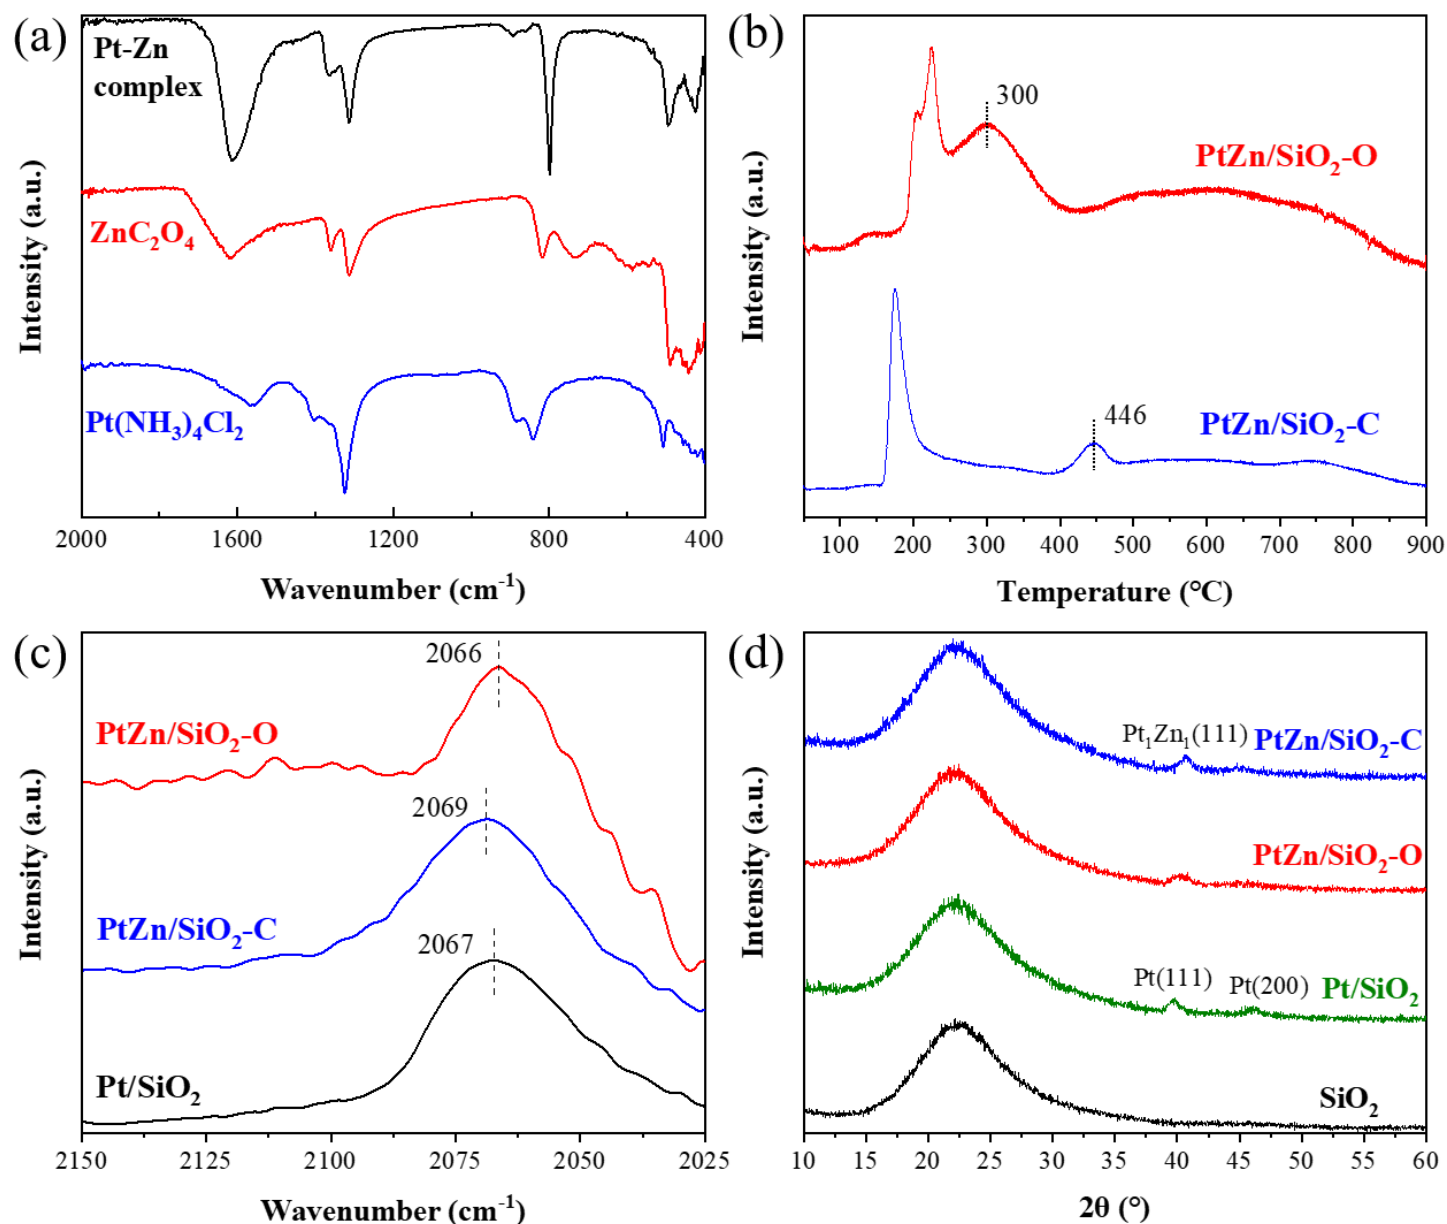 (a)
Pt-Zn
complex
ZnC₂O₄
Pt(NH₃)₄Cl₂
Intensity (a.u.)
2000 1600 1200 800 400
Wavenumber (cm⁻¹)
(b)
300
PtZn/SiO₂-O
446
PtZn/SiO₂-C
Intensity (a.u.)
100 200 300 400 500 600 700 800 900
Temperature (°C)
(c)
2066
PtZn/SiO₂-O
2069
PtZn/SiO₂-C
2067
Pt/SiO₂
Intensity (a.u.)
2150 2125 2100 2075 2050 2025
Wavenumber (cm⁻¹)
(d)
Pt₁Zn₁(111)
PtZn/SiO₂-C
PtZn/SiO₂-O
Pt(111) Pt(200)
Pt/SiO₂
SiO₂
Intensity (a.u.)
10 15 20 25 30 35 40 45 50 55 60
2θ (°)